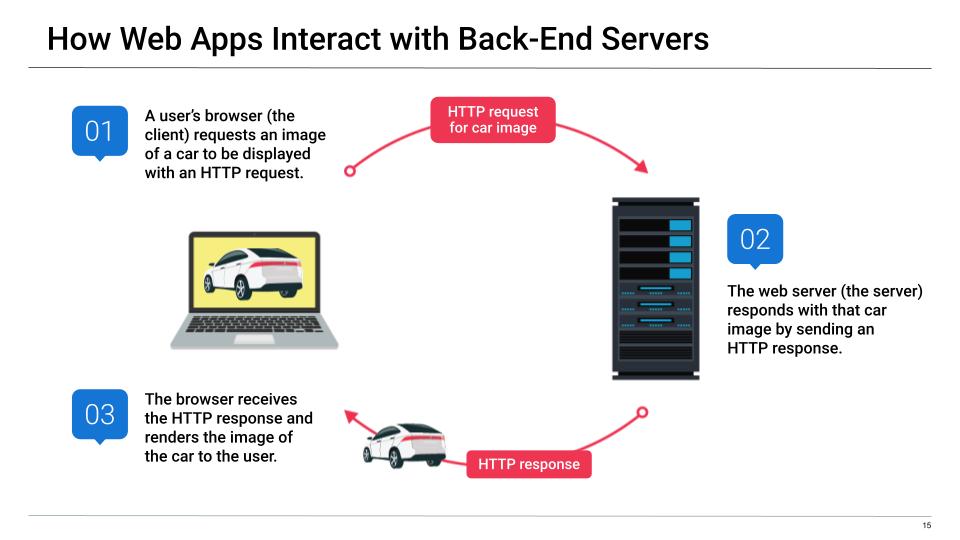 How Web Apps Interact with Back-End Servers
01
A user’s browser (the
client) requests an image
of a car to be displayed
with an HTTP request.
HTTP request
for car image
02
The web server (the server)
responds with that car
image by sending an
HTTP response.
03
The browser receives
the HTTP response and
renders the image of
the car to the user.
HTTP response
15